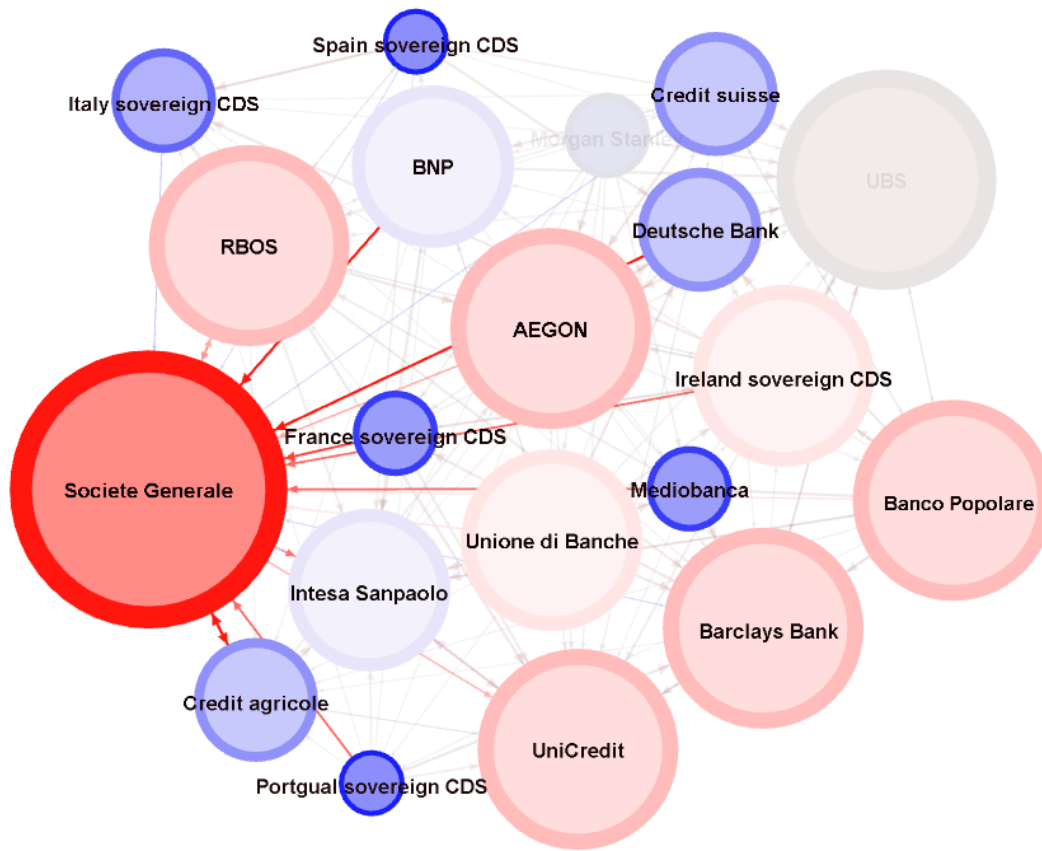 Spain sovereign CDS
Italy sovereign CDS
Credit suisse
Morgan Stanley
BNP
UBS
Deutsche Bank
RBOS
AEGON
Ireland sovereign CDS
France sovereign CDS
Societe Generale
Mediobanca
Banco Popolare
Unione di Banche
Intesa Sanpaolo
Barclays Bank
Credit agricole
UniCredit
Portgual sovereign CDS